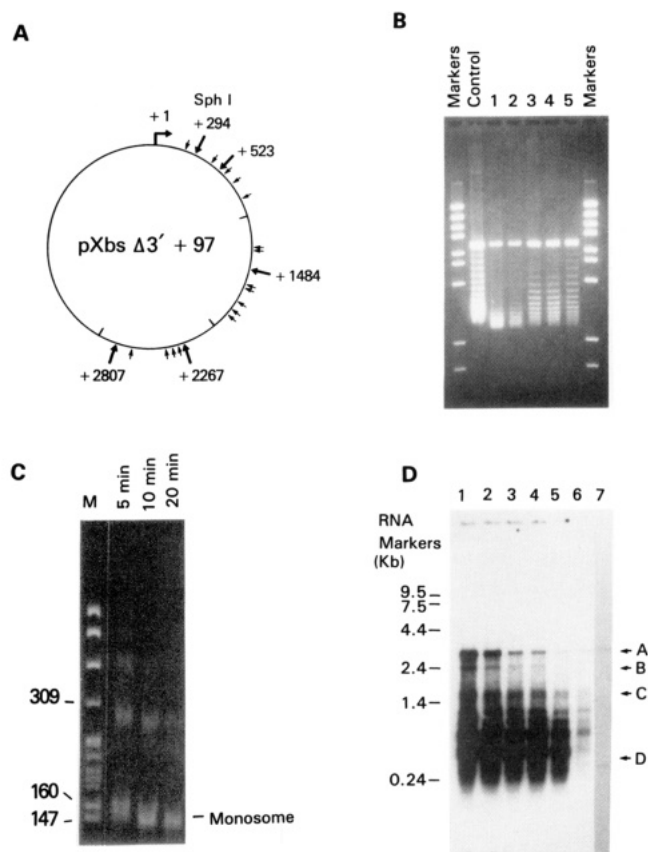 A
Sph I
+ 1
+ 294
+ 523
pXbs Δ3′ + 97
+ 1484
+2807
+2267
B
Markers
Control
1 2 3 4 5
Markers
C
M
5 min
10 min
20 min
309
160
147
Monosome
D
1 2 3 4 5 6 7
RNA
Markers
(Kb)
9.5
7.5
4.4
2.4
1.4
0.24
A
B
C
D